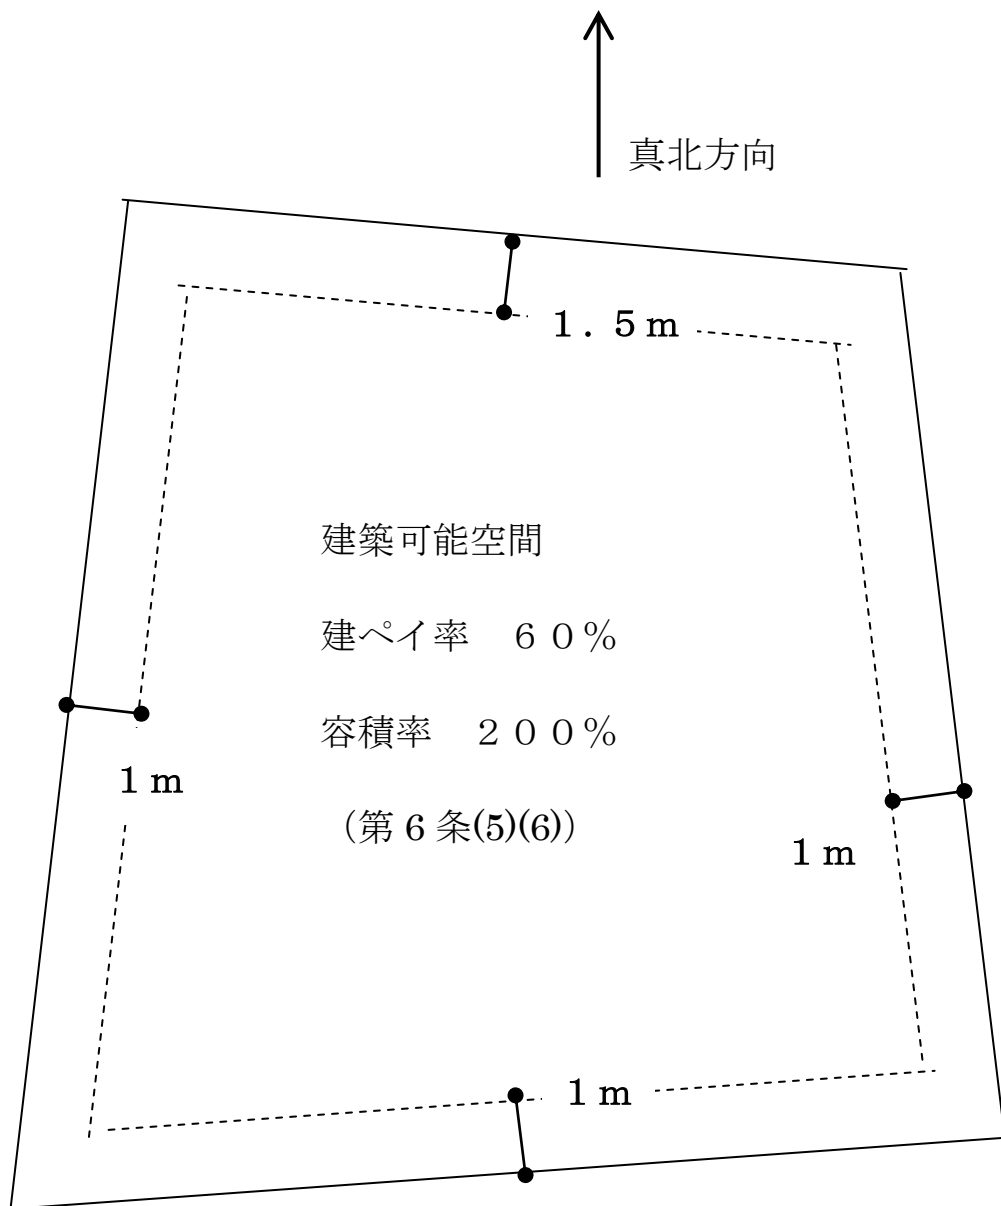 真北方向
１．５ｍ
建築可能空間
建ペイ率　６０％
容積率　２００％
１ｍ
（第 6 条(5)(6)）
１ｍ
１ｍ